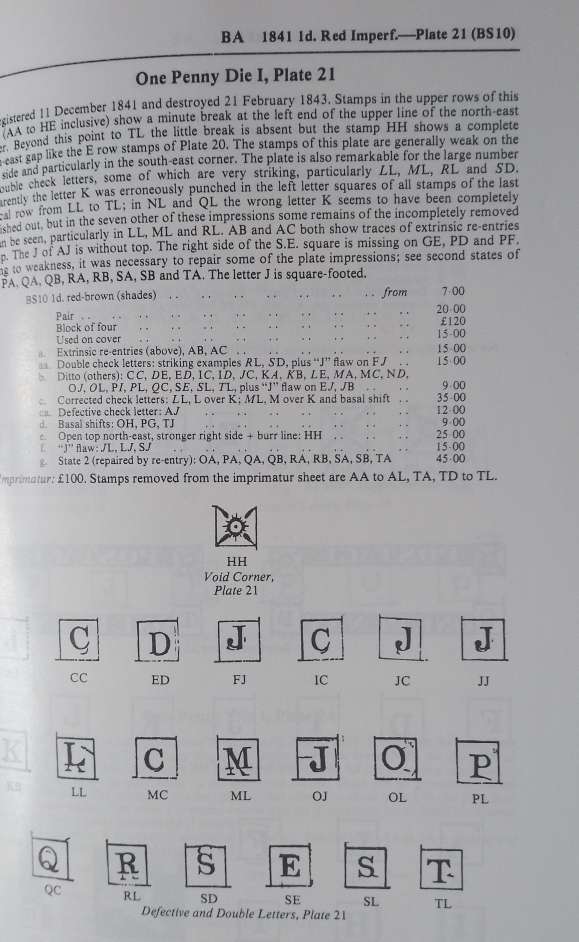 BA 1841 1d. Red Imperf.—Plate 21 (BS10)
One Penny Die I, Plate 21
11 December 1841 and destroyed 21 February 1843. Stamps in the upper rows of this
(AA to HE inclusive) show a minute break at the left end of the upper line of the north-east
Beyond this point to TL the little break is absent but the stamp HH shows a complete
-east gap like the E row stamps of Plate 20. The stamps of this plate are generally weak on the
side and particularly in the south-east corner. The plate is also remarkable for the large number
check letters, some of which are very striking, particularly LL, ML, RL and SD.
the letter K was erroneously punched in the left letter squares of all stamps of the last
row from LL to TL; in NL and QL the wrong letter K seems to have been completely
out, but in the seven other of these impressions some remains of the incompletely removed
be seen, particularly in LL, ML and RL. AB and AC both show traces of extrinsic re-entries
The J of AJ is without top. The right side of the S.E. square is missing on GE, PD and PF.
to weakness, it was necessary to repair some of the plate impressions; see second states of
PA, QA, QB, RA, RB, SA, SB and TA. The letter J is square-footed.
BS10 1d. red-brown (shades) .. .. .. .. .. .. from 7·00
Pair .. .. .. .. .. .. .. .. .. 20·00
Block of four .. .. .. .. .. .. .. £120
Used on cover .. .. .. .. .. .. .. 15·00
a. Extrinsic re-entries (above), AB, AC .. .. .. .. .. 15·00
aa. Double check letters: striking examples RL, SD, plus “J” flaw on FJ .. 15·00
b. Ditto (others): CC, DE, ED, IC, ID, JC, KA, KB, LE, MA, MC, ND,
OJ, OL, PI, PL, QC, SE, SL, TL, plus “J” flaw on EJ, JB .. .. 9·00
c. Corrected check letters: LL, L over K; ML, M over K and basal shift .. 35·00
ca. Defective check letter: AJ .. .. .. .. .. .. 12·00
d. Basal shifts: OH, PG, TJ .. .. .. .. .. .. 9·00
e. Open top north-east, stronger right side + burr line: HH .. .. .. 25·00
f. “J” flaw: JL, LJ, SJ .. .. .. .. .. .. 15·00
g. State 2 (repaired by re-entry): OA, PA, QA, QB, RA, RB, SA, SB, TA 45·00
Imprimatur: £100. Stamps removed from the imprimatur sheet are AA to AL, TA, TD to TL.
HH
Void Corner,
Plate 21
C D J C J J
CC ED FJ IC JC JJ
L C M J O P
LL MC ML OJ OL PL
Q R S E S T
QC RL SD SE SL TL
Defective and Double Letters, Plate 21